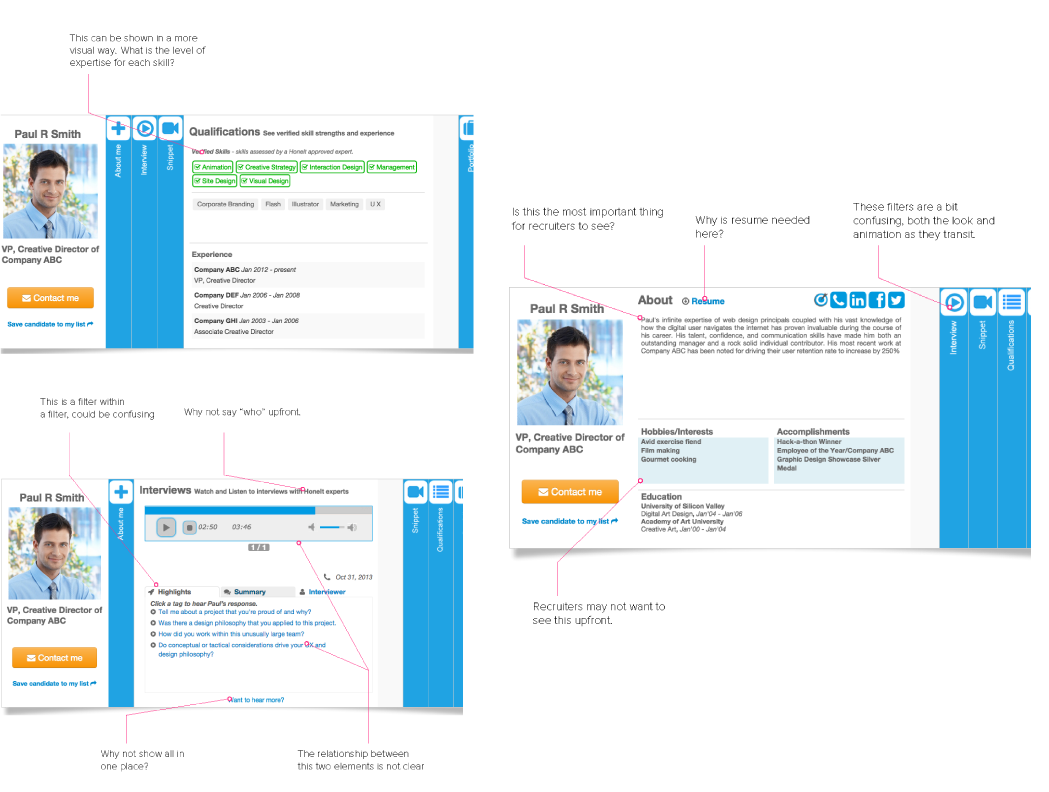 This can be shown in a more
visual way. What is the level of
expertise for each skill?
Paul R Smith
VP, Creative Director of
Company ABC
Contact me
Save candidate to my list
About me
Interview
Snippet
Qualifications See verified skill strengths and experience
Verified Skills - skills assessed by a HoneIt approved expert.
Animation
Creative Strategy
Interaction Design
Management
Site Design
Visual Design
Corporate Branding
Flash
Illustrator
Marketing
U X
Experience
Company ABC Jan 2012 - present
VP, Creative Director
Company DEF Jan 2006 - Jan 2008
Creative Director
Company GHI Jan 2003 - Jan 2006
Associate Creative Director
Portfolio
Is this the most important thing
for recruiters to see?
Why is resume needed
here?
These filters are a bit
confusing, both the look and
animation as they transit.
Paul R Smith
VP, Creative Director of
Company ABC
Contact me
Save candidate to my list
About
Resume
Paul's infinite expertise of web design principals coupled with his vast knowledge of
how the digital user navigates the internet has proven invaluable during the course of
his career. His talent, confidence, and communication skills have made him both an
outstanding manager and a rock solid individual contributor. His most recent work at
Company ABC has been noted for driving their user retention rate to increase by 250%
Hobbies/Interests
Avid exercise fiend
Film making
Gourmet cooking
Accomplishments
Hack-a-thon Winner
Employee of the Year/Company ABC
Graphic Design Showcase Silver
Medal
Education
University of Silicon Valley
Digital Art Design, Jan'04 - Jan'06
Academy of Art University
Creative Art, Jan'00 - Jan'04
Interview
Snippet
Qualifications
Recruiters may not want to
see this upfront.
This is a filter within
a filter, could be confusing
Why not say "who" upfront.
Paul R Smith
VP, Creative Director of
Company ABC
Contact me
Save candidate to my list
About me
Interviews Watch and Listen to interviews with HoneIt experts
02:50
03:46
1 / 1
Oct 31, 2013
Highlights
Summary
Interviewer
Click a tag to hear Paul's response.
Tell me about a project that you're proud of and why?
Was there a design philosophy that you applied to this project.
How did you work within this unusually large team?
Do conceptual or tactical considerations drive your UX and
design philosophy?
Want to hear more?
Snippet
Qualifications
Why not show all in
one place?
The relationship between
this two elements is not clear